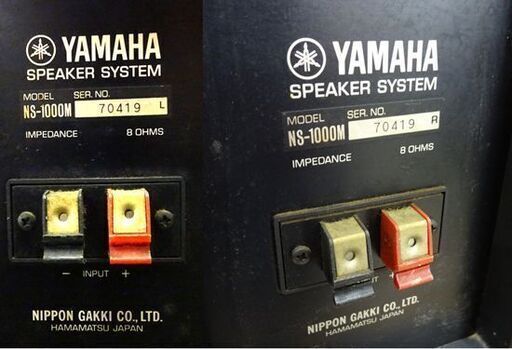 YAMAHA
SPEAKER SYSTEM
MODEL SER. NO.
NS-1000M 70419 L
IMPEDANCE 8 OHMS
- INPUT +
NIPPON GAKKI CO., LTD.
HAMAMATSU JAPAN
YAMAHA
SPEAKER SYSTEM
MODEL SER. NO.
NS-1000M 70419 R
IMPEDANCE 8 OHMS
NIPPON GAKKI CO., LTD.
HAMAMATSU JAPAN